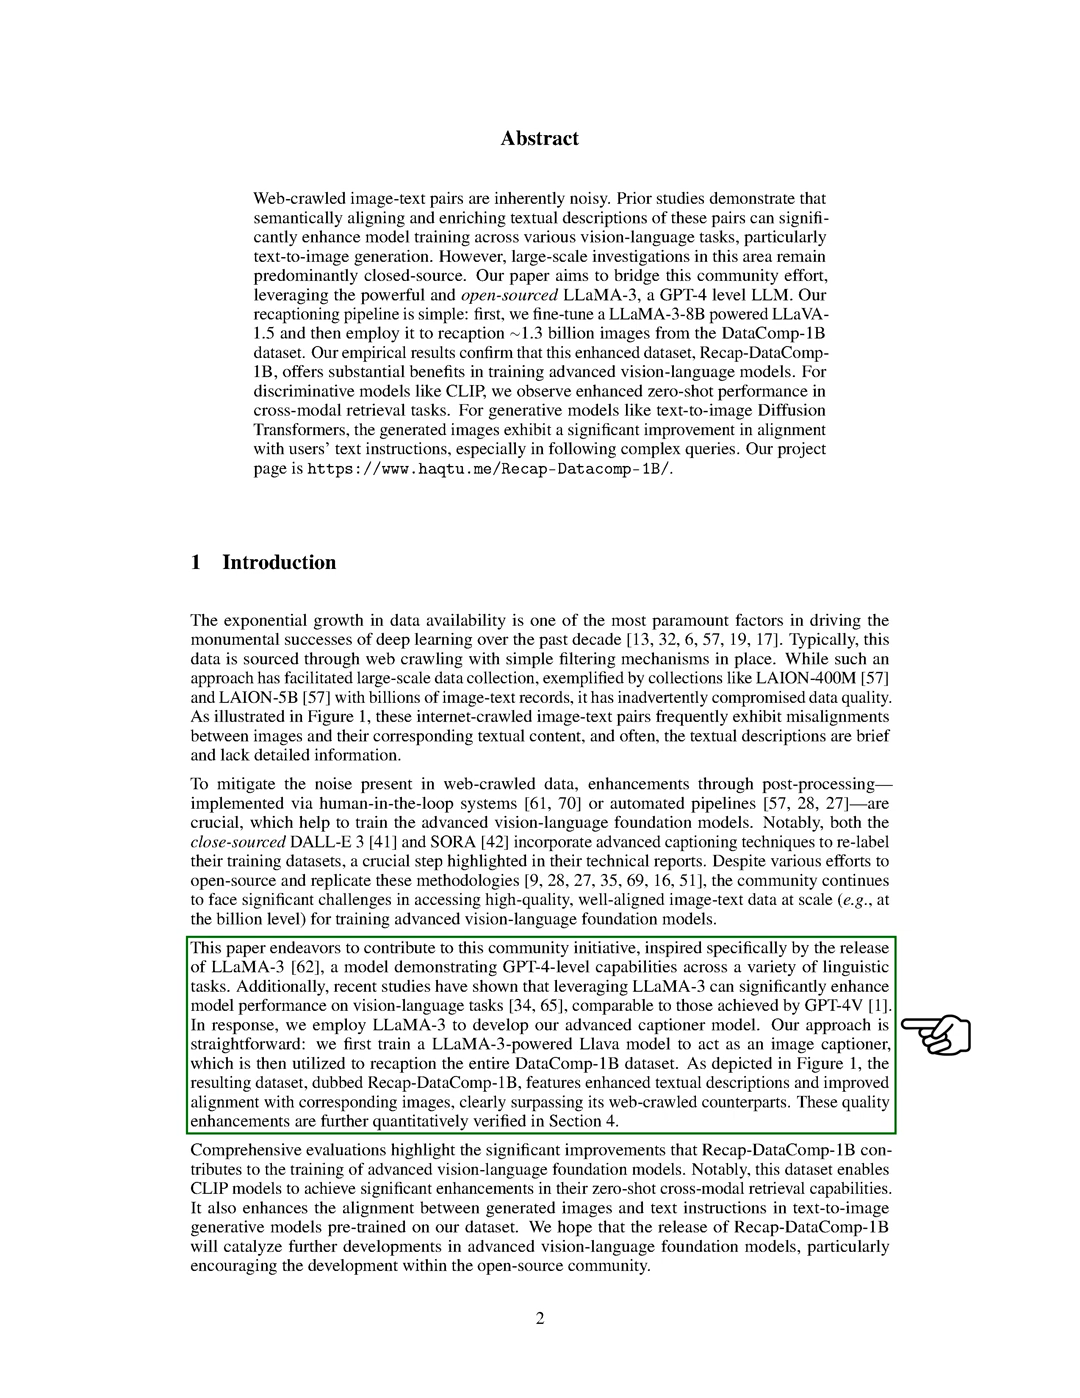 Abstract
Web-crawled image-text pairs are inherently noisy. Prior studies demonstrate that
semantically aligning and enriching textual descriptions of these pairs can signifi-
cantly enhance model training across various vision-language tasks, particularly
text-to-image generation. However, large-scale investigations in this area remain
predominantly closed-source. Our paper aims to bridge this community effort,
leveraging the powerful and open-sourced LLaMA-3, a GPT-4 level LLM. Our
recaptioning pipeline is simple: first, we fine-tune a LLaMA-3-8B powered LLaVA-
1.5 and then employ it to recaption ~1.3 billion images from the DataComp-1B
dataset. Our empirical results confirm that this enhanced dataset, Recap-DataComp-
1B, offers substantial benefits in training advanced vision-language models. For
discriminative models like CLIP, we observe enhanced zero-shot performance in
cross-modal retrieval tasks. For generative models like text-to-image Diffusion
Transformers, the generated images exhibit a significant improvement in alignment
with users' text instructions, especially in following complex queries. Our project
page is https://www.haqtu.me/Recap-Datacomp-1B/.
1 Introduction
The exponential growth in data availability is one of the most paramount factors in driving the
monumental successes of deep learning over the past decade [13, 32, 6, 57, 19, 17]. Typically, this
data is sourced through web crawling with simple filtering mechanisms in place. While such an
approach has facilitated large-scale data collection, exemplified by collections like LAION-400M [57]
and LAION-5B [57] with billions of image-text records, it has inadvertently compromised data quality.
As illustrated in Figure 1, these internet-crawled image-text pairs frequently exhibit misalignments
between images and their corresponding textual content, and often, the textual descriptions are brief
and lack detailed information.
To mitigate the noise present in web-crawled data, enhancements through post-processing—
implemented via human-in-the-loop systems [61, 70] or automated pipelines [57, 28, 27]—are
crucial, which help to train the advanced vision-language foundation models. Notably, both the
close-sourced DALL-E 3 [41] and SORA [42] incorporate advanced captioning techniques to re-label
their training datasets, a crucial step highlighted in their technical reports. Despite various efforts to
open-source and replicate these methodologies [9, 28, 27, 35, 69, 16, 51], the community continues
to face significant challenges in accessing high-quality, well-aligned image-text data at scale (e.g., at
the billion level) for training advanced vision-language foundation models.
This paper endeavors to contribute to this community initiative, inspired specifically by the release
of LLaMA-3 [62], a model demonstrating GPT-4-level capabilities across a variety of linguistic
tasks. Additionally, recent studies have shown that leveraging LLaMA-3 can significantly enhance
model performance on vision-language tasks [34, 65], comparable to those achieved by GPT-4V [1].
In response, we employ LLaMA-3 to develop our advanced captioner model. Our approach is
straightforward: we first train a LLaMA-3-powered Llava model to act as an image captioner,
which is then utilized to recaption the entire DataComp-1B dataset. As depicted in Figure 1, the
resulting dataset, dubbed Recap-DataComp-1B, features enhanced textual descriptions and improved
alignment with corresponding images, clearly surpassing its web-crawled counterparts. These quality
enhancements are further quantitatively verified in Section 4.
Comprehensive evaluations highlight the significant improvements that Recap-DataComp-1B con-
tributes to the training of advanced vision-language foundation models. Notably, this dataset enables
CLIP models to achieve significant enhancements in their zero-shot cross-modal retrieval capabilities.
It also enhances the alignment between generated images and text instructions in text-to-image
generative models pre-trained on our dataset. We hope that the release of Recap-DataComp-1B
will catalyze further developments in advanced vision-language foundation models, particularly
encouraging the development within the open-source community.
2